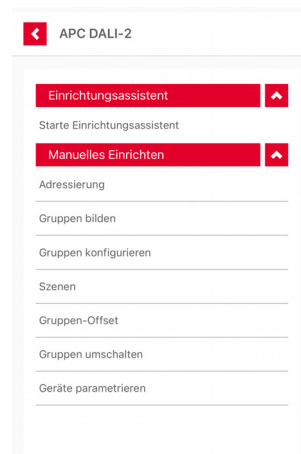 APC DALI-2
Einrichtungsassistent
Starte Einrichtungsassistent
Manuelles Einrichten
Adressierung
Gruppen bilden
Gruppen konfigurieren
Szenen
Gruppen-Offset
Gruppen umschalten
Geräte parametrieren